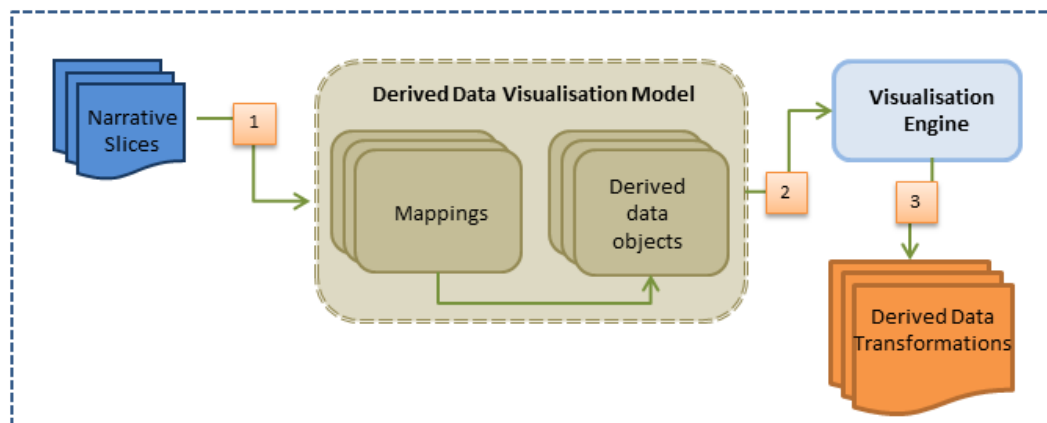 Narrative
Slices
1
Derived Data Visualisation Model
Mappings
Derived
data
objects
2
Visualisation
Engine
3
Derived Data
Transformations